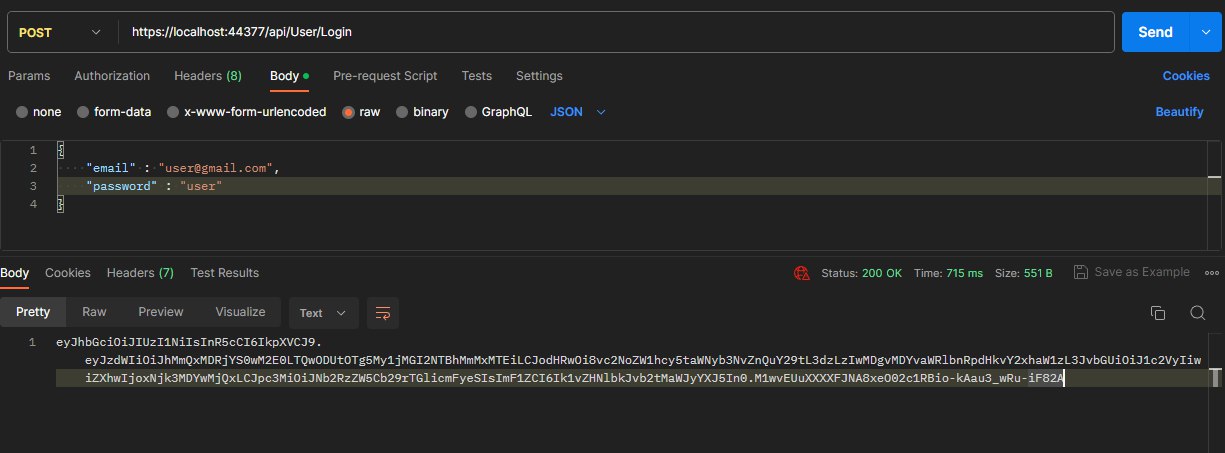 POST https://localhost:44377/api/User/Login Send
Params Authorization Headers (8) Body Pre-request Script Tests Settings Cookies
none form-data x-www-form-urlencoded raw binary GraphQL JSON Beautify
1 {
2 "email" : "user@gmail.com",
3 "password" : "user"
4 }
Body Cookies Headers (7) Test Results Status: 200 OK Time: 715 ms Size: 551 B Save as Example
Pretty Raw Preview Visualize Text
1 eyJhbGciOiJIUzI1NiIsInR5cCI6IkpXVCJ9.
eyJzdWIiOiJhMmQxMDRjYS0wM2E0LTQwODUtOTg5My1jMGI2NTBhMmMxMTEiLCJodHRwOi8vc2NoZW1hcy5taWNyb3NvZnQuY29tL3dzLzIwMDgvMDYvaWRlbnRpdHkvY2xhaW1zL3JvbGUiOiJ1c2VyIiw
iZXhwIjoxNjk3MDYwMjQxLCJpc3MiOiJNb2RzZW5Cb29rTGlicmFyeSIsImF1ZCI6Ik1vZHNlbkJvb2tMaWJyYXJ5In0.M1wvEUuXXXXFJNA8xeO02c1RBio-kAau3_wRu-iF82A